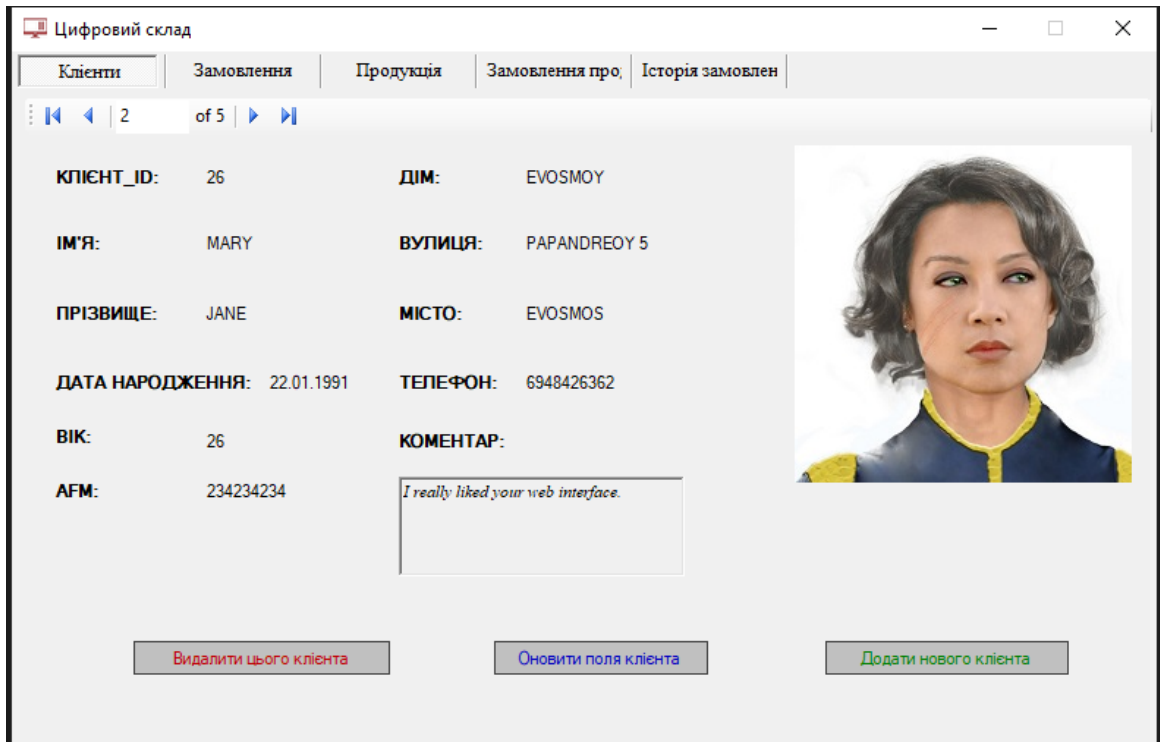 Цифровий склад
Клієнти Замовлення Продукція Замовлення про Історія замовлен
2 of 5
КЛІЄНТ_ID: 26 ДІМ: EVOSMOY
ІМ'Я: MARY ВУЛИЦЯ: PAPANDREOY 5
ПРІЗВИЩЕ: JANE МІСТО: EVOSMOS
ДАТА НАРОДЖЕННЯ: 22.01.1991 ТЕЛЕФОН: 6948426362
ВІК: 26 КОМЕНТАР:
AFM: 234234234 I really liked your web interface.
Видалити цього клієнта Оновити поля клієнта Додати нового клієнта